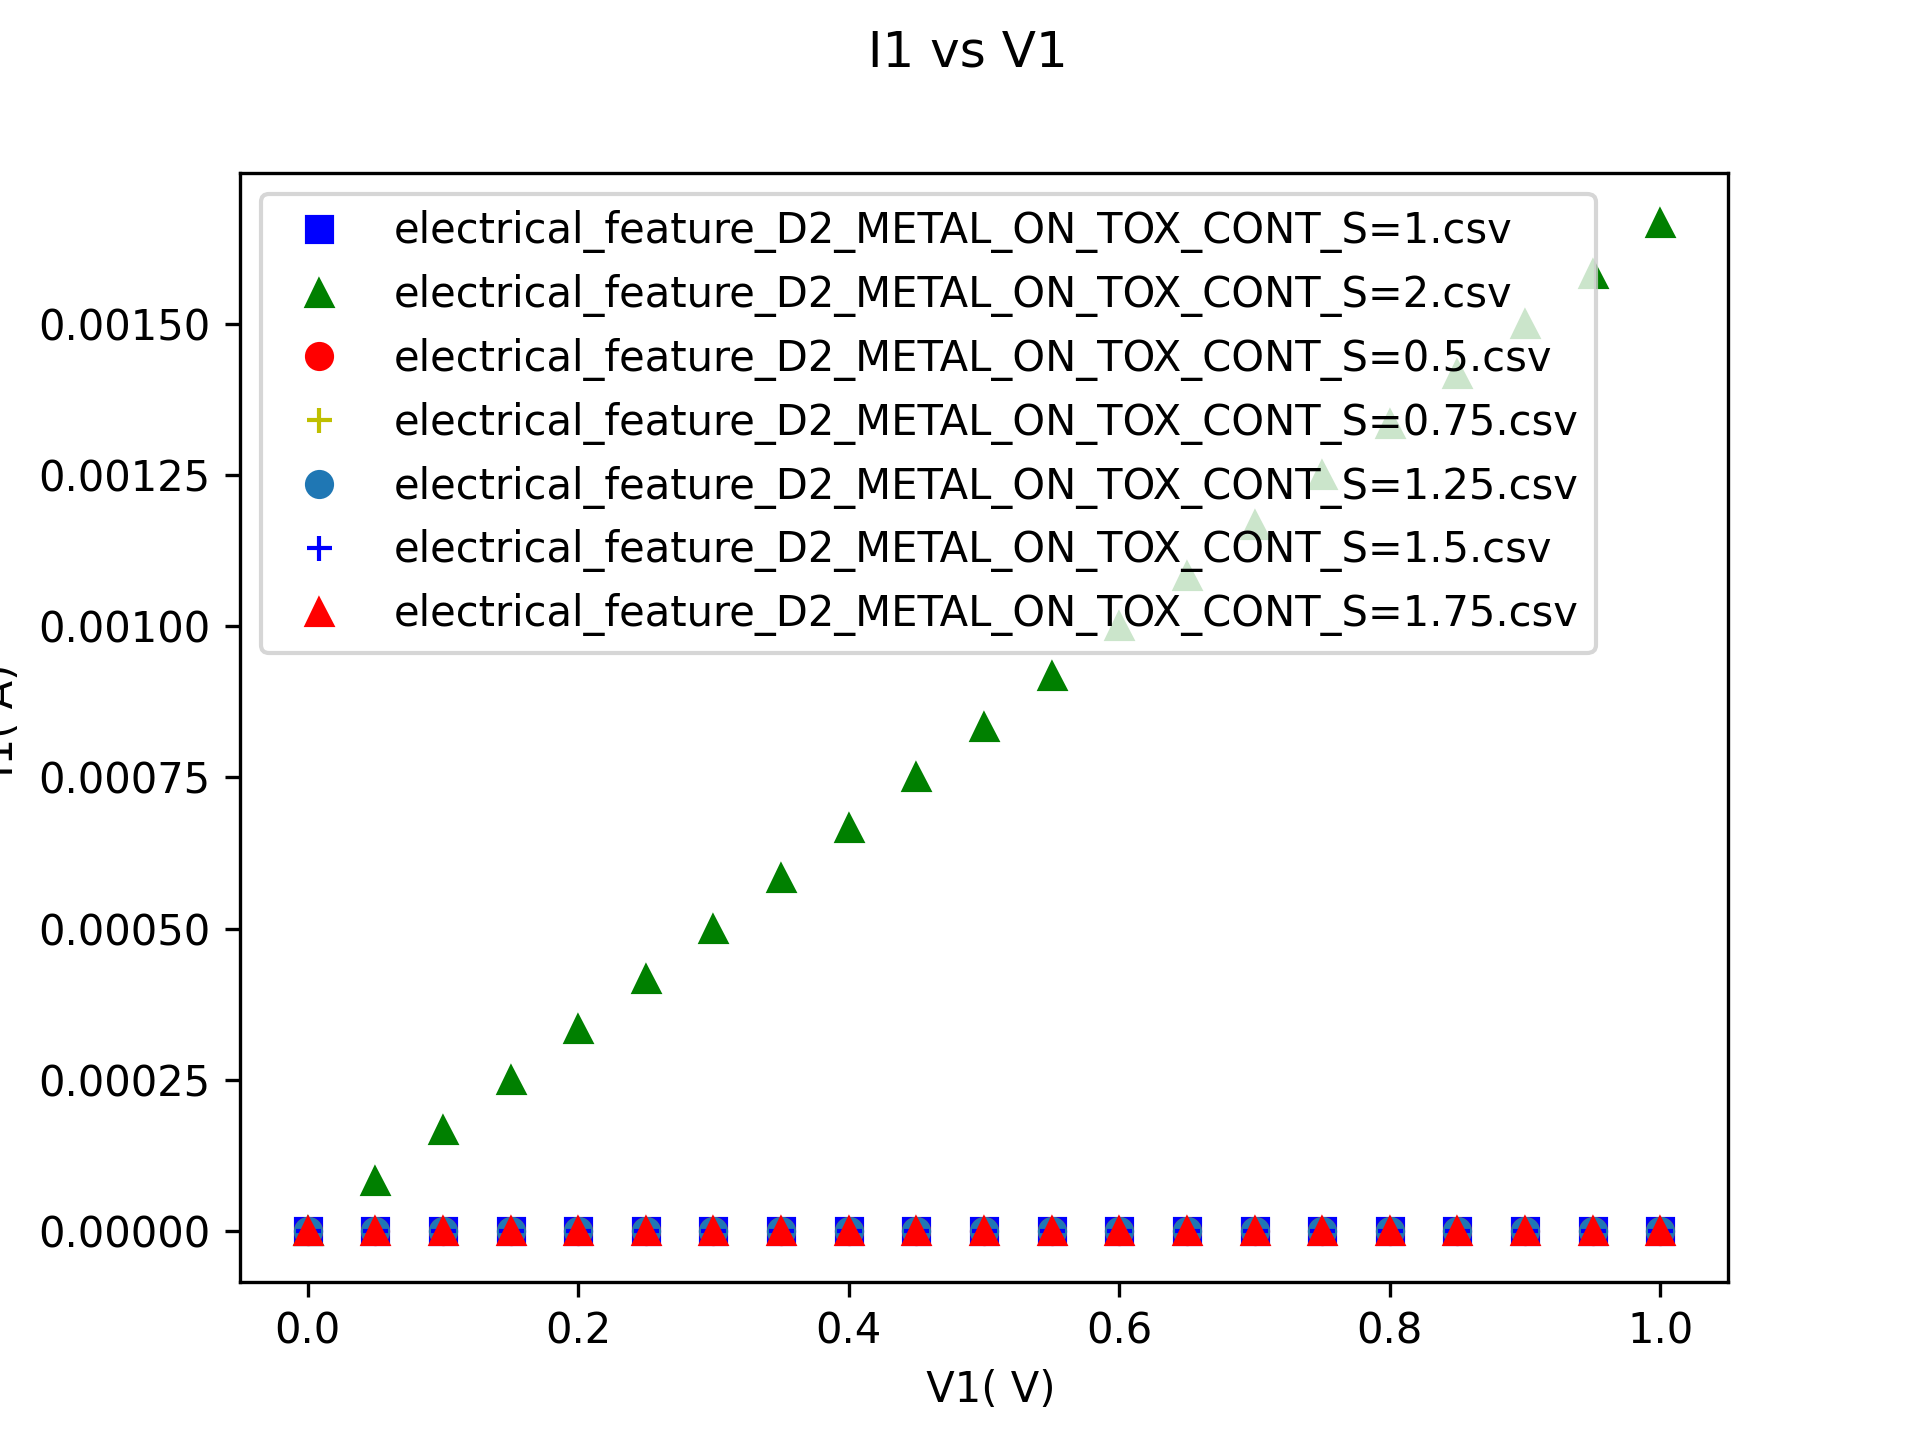 I1 vs V1
electrical_feature_D2_METAL_ON_TOX_CONT_S=1.csv
electrical_feature_D2_METAL_ON_TOX_CONT_S=2.csv
electrical_feature_D2_METAL_ON_TOX_CONT_S=0.5.csv
electrical_feature_D2_METAL_ON_TOX_CONT_S=0.75.csv
electrical_feature_D2_METAL_ON_TOX_CONT_S=1.25.csv
electrical_feature_D2_METAL_ON_TOX_CONT_S=1.5.csv
electrical_feature_D2_METAL_ON_TOX_CONT_S=1.75.csv
0.00150
0.00125
0.00100
0.00075
0.00050
0.00025
0.00000
0.0 0.2 0.4 0.6 0.8 1.0
V1( V)